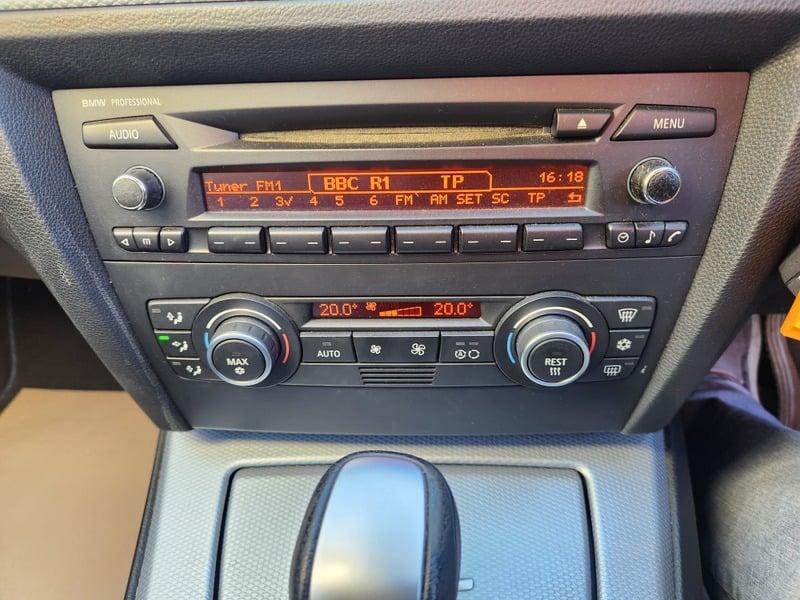 BMW PROFESSIONAL
AUDIO
MENU
Tuner FM1 BBC R1 TP 16:18
1 2 3✓ 4 5 6 FM` AM SET SC TP
m
20.0° 20.0°
MAX
AUTO
REST